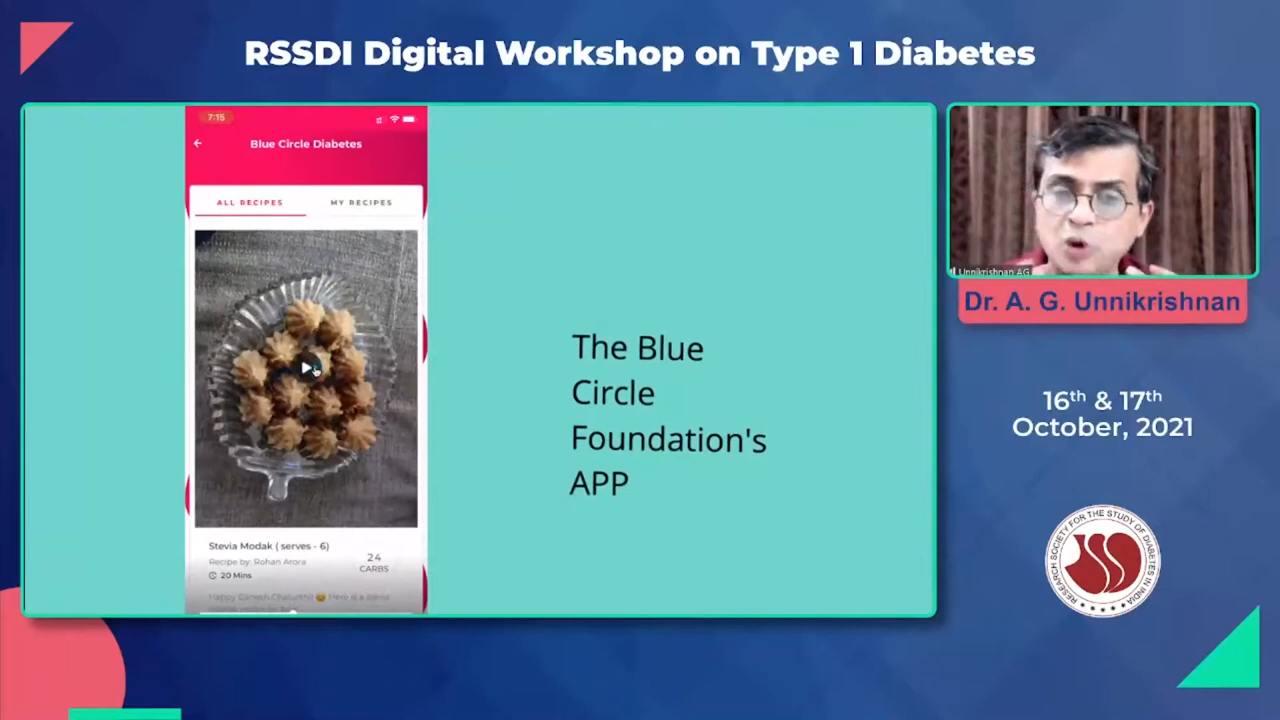 RSSDI Digital Workshop on Type 1 Diabetes
7:15
Blue Circle Diabetes
ALL RECIPES
MY RECIPES
Stevia Modak ( serves - 6)
Recipe by: Rohan Arora
20 Mins
24
CARBS
Happy Ganesh Chaturthi! Here is a
The Blue
Circle
Foundation's
APP
Unnikrishnan AG
Dr. A. G. Unnikrishnan
16th & 17th
October, 2021
RESEARCH SOCIETY FOR THE STUDY OF DIABETES IN INDIA